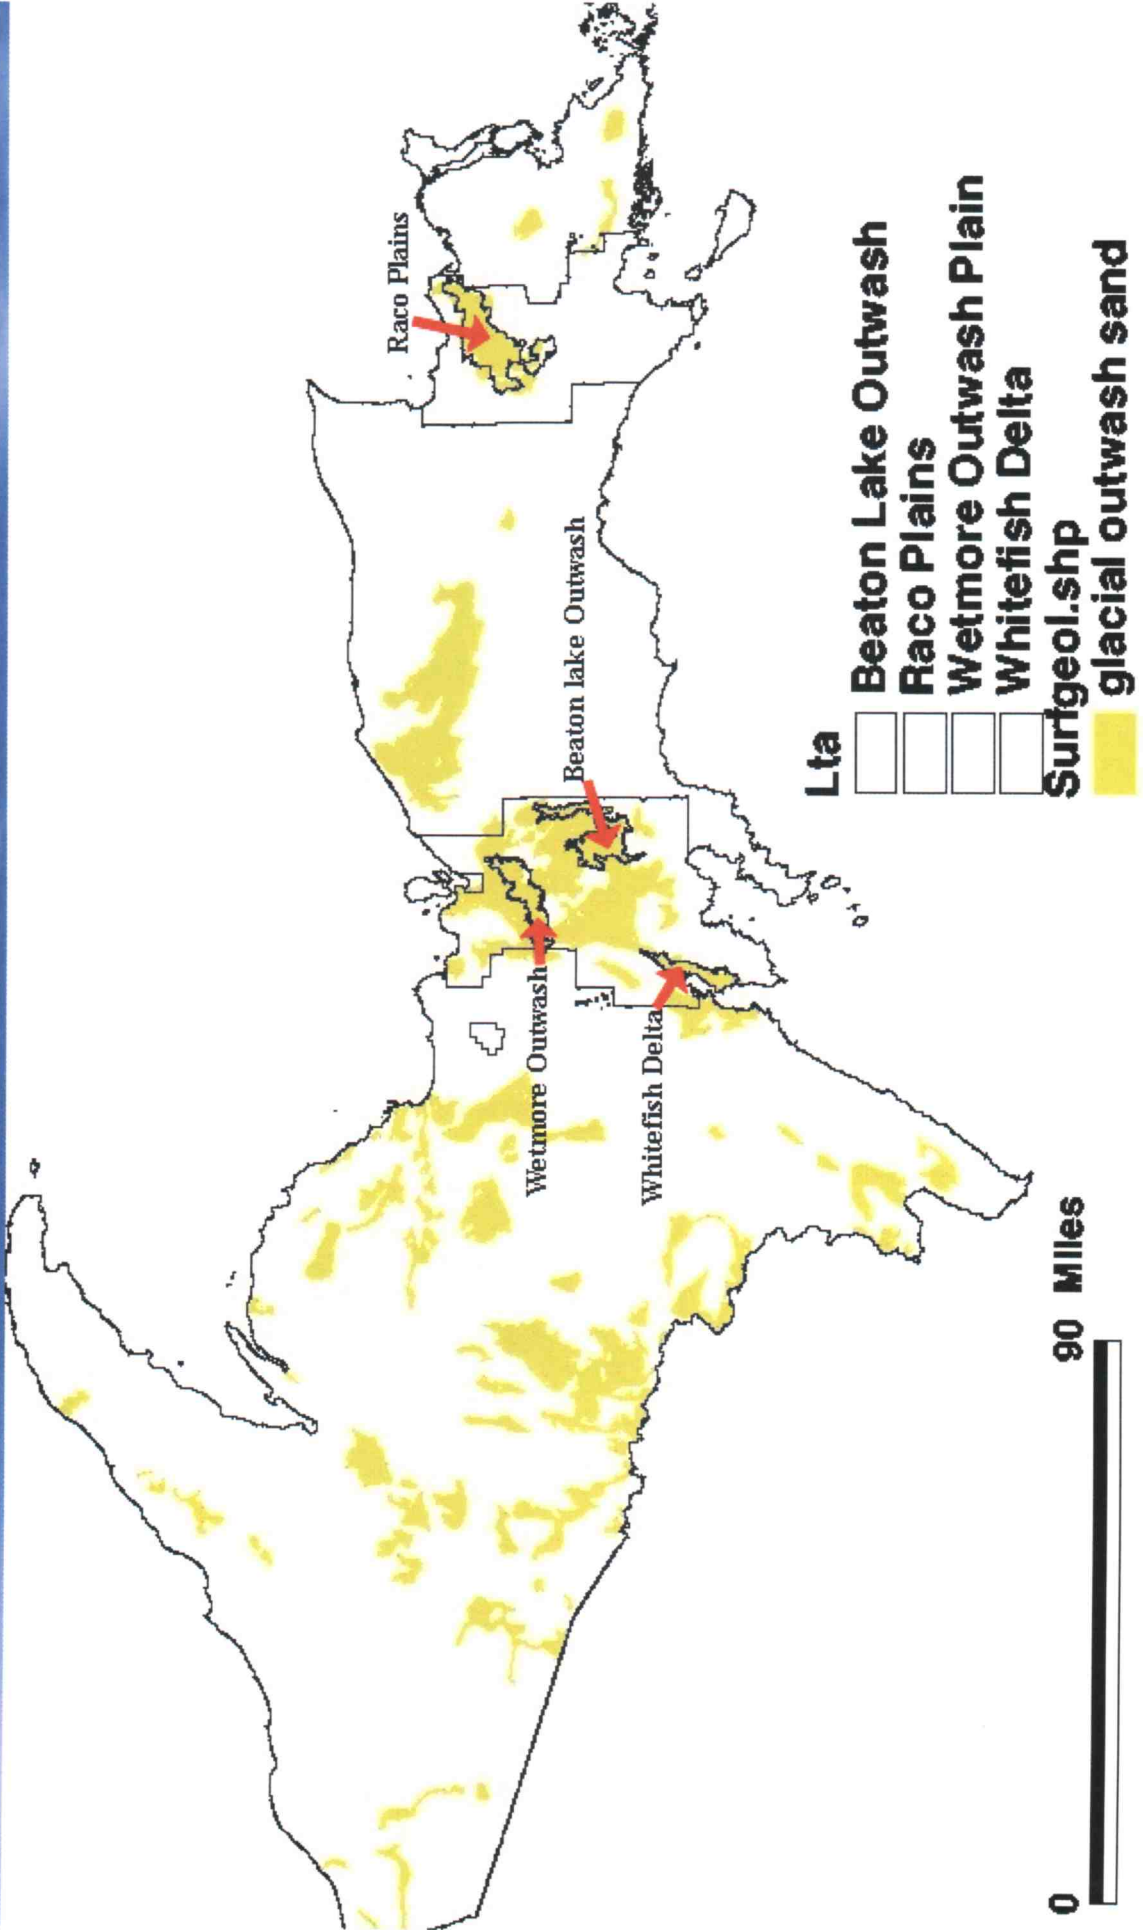 Raco Plains
Beaton lake Outwash
Wetmore Outwash
Whitefish Delta
Lta
Beaton Lake Outwash
Raco Plains
Wetmore Outwash Plain
Whitefish Delta
Surfgeol.shp
glacial outwash sand
0 90 Miles